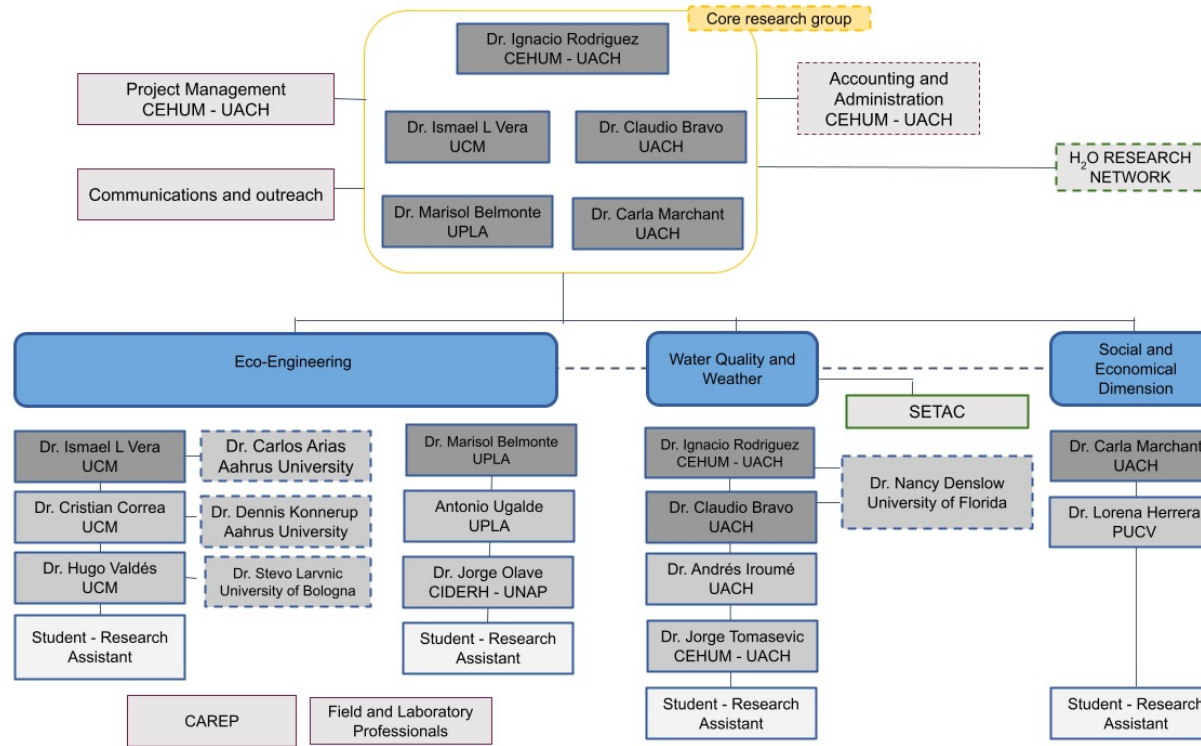 Core research group
Dr. Ignacio Rodriguez
CEHUM - UACH
Project Management
CEHUM - UACH
Accounting and
Administration
CEHUM - UACH
Dr. Ismael L Vera
UCM
Dr. Claudio Bravo
UACH
H₂O RESEARCH
NETWORK
Communications and outreach
Dr. Marisol Belmonte
UPLA
Dr. Carla Marchant
UACH
Eco-Engineering
Water Quality and
Weather
Social and
Economical
Dimension
SETAC
Dr. Ismael L Vera
UCM
Dr. Carlos Arias
Aahrus University
Dr. Cristian Correa
UCM
Dr. Dennis Konnerup
Aahrus University
Dr. Hugo Valdés
UCM
Dr. Stevo Larvnic
University of Bologna
Student - Research
Assistant
Dr. Marisol Belmonte
UPLA
Antonio Ugalde
UPLA
Dr. Jorge Olave
CIDERH - UNAP
Student - Research
Assistant
Dr. Ignacio Rodriguez
CEHUM - UACH
Dr. Nancy Denslow
University of Florida
Dr. Claudio Bravo
UACH
Dr. Andrés Iroumé
UACH
Dr. Jorge Tomasevic
CEHUM - UACH
Student - Research
Assistant
Dr. Carla Marchant
UACH
Dr. Lorena Herrera
PUCV
Student - Research
Assistant
CAREP
Field and Laboratory
Professionals